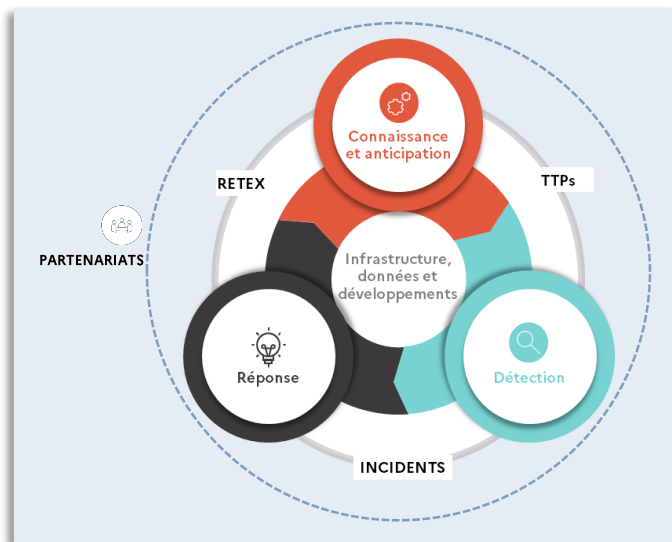 Connaissance
et anticipation
RETEX
TTPs
PARTENARIATS
Infrastructure,
données et
développements
Réponse
Détection
INCIDENTS